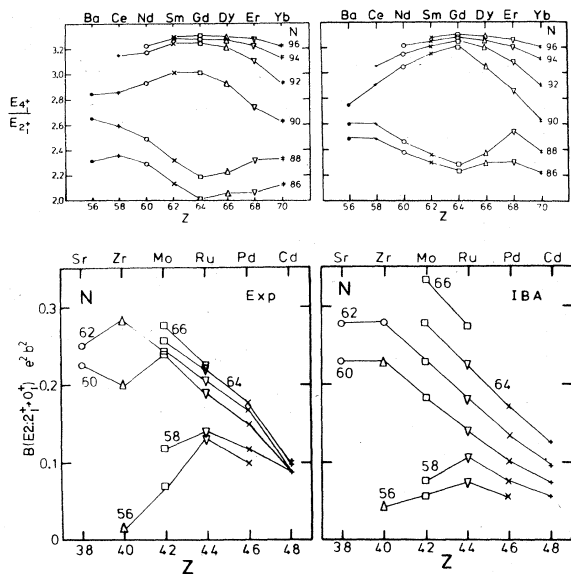 Ba Ce Nd Sm Gd Dy Er Yb
N
3.2
3.0
2.8
2.6
2.4
2.2
2.0
E4+1
E2+1
96
94
92
90
88
86
56 58 60 62 64 66 68 70
Z
Ba Ce Nd Sm Gd Dy Er Yb
N
96
94
92
90
88
86
56 58 60 62 64 66 68 70
Z
Sr Zr Mo Ru Pd Cd
N Exp
0.3
0.2
0.1
0
B(E2:2+1→0+1) e2b2
66
62
60
64
58
56
38 40 42 44 46 48
Z
Sr Zr Mo Ru Pd Cd
N IBA
66
62
60
64
58
56
38 40 42 44 46 48
Z